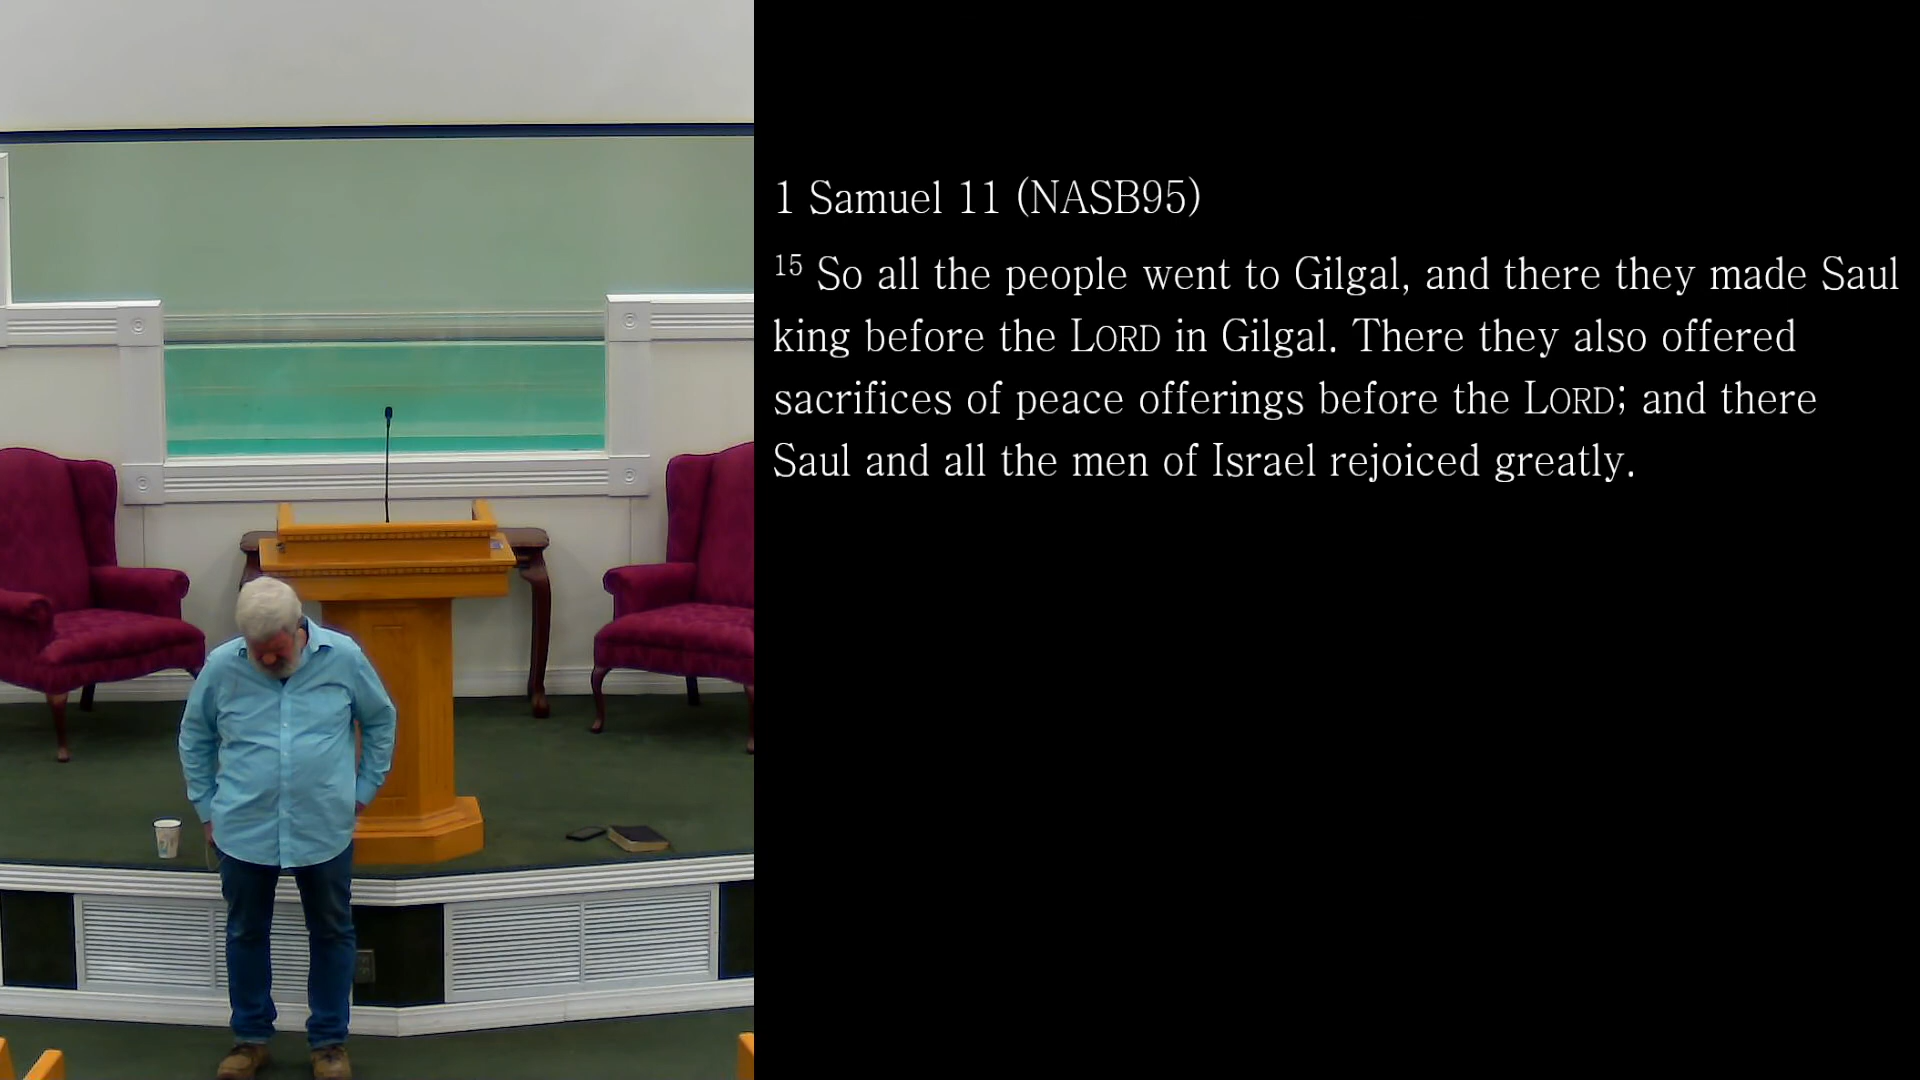 1 Samuel 11 (NASB95)
15 So all the people went to Gilgal, and there they made Saul
king before the LORD in Gilgal. There they also offered
sacrifices of peace offerings before the LORD; and there
Saul and all the men of Israel rejoiced greatly.